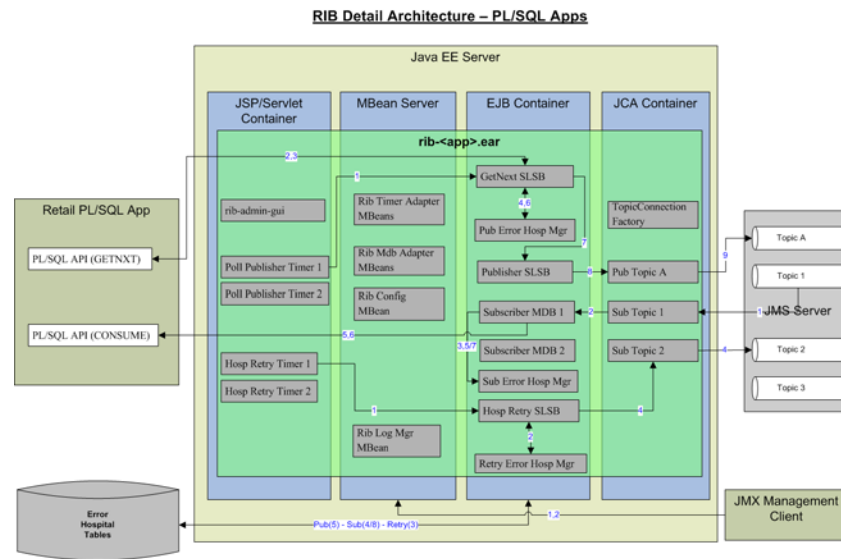 RIB Detail Architecture – PL/SQL Apps
Java EE Server
JSP/Servlet
Container
MBean Server
EJB Container
JCA Container
rib-<app>.ear
2,3
1
GetNext SLSB
Retail PL/SQL App
rib-admin-gui
Rib Timer Adapter
MBeans
4,6
TopicConnection
Factory
Pub Error Hosp Mgr
7
Topic A
PL/SQL API (GETNXT)
Rib Mdb Adapter
MBeans
9
Poll Publisher Timer 1
Publisher SLSB
8
Pub Topic A
Topic 1
Poll Publisher Timer 2
Rib Config
MBean
Subscriber MDB 1
2
Sub Topic 1
1
JMS Server
PL/SQL API (CONSUME)
5,6
3,5/7
Subscriber MDB 2
Sub Topic 2
4
Topic 2
Hosp Retry Timer 1
Sub Error Hosp Mgr
Hosp Retry Timer 2
Topic 3
1
Hosp Retry SLSB
4
Rib Log Mgr
MBean
2
Retry Error Hosp Mgr
Error
Hospital
Tables
Pub(5) - Sub(4/8) - Retry(3)
1,2
JMX Management
Client